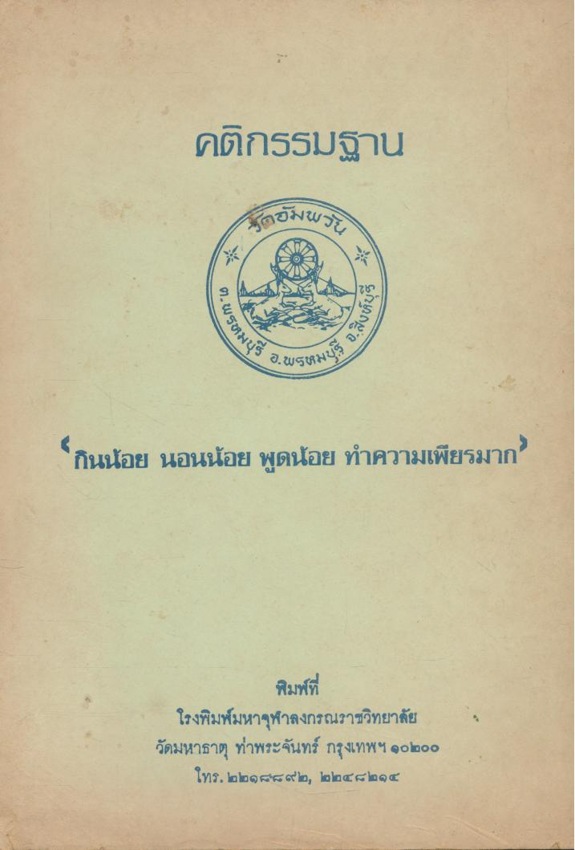 คติกรรมฐาน
วัดอัมพวัน
ต.พรหมบุรี อ.พรหมบุรี จ.สิงห์บุรี
‘กินน้อย นอนน้อย พูดน้อย ทำความเพียรมาก’
พิมพ์ที่
โรงพิมพ์มหาจุฬาลงกรณราชวิทยาลัย
วัดมหาธาตุ ท่าพระจันทร์ กรุงเทพฯ ๑๐๒๐๐
โทร. ๒๒๑๘๘๙๒, ๒๒๔๘๒๑๔